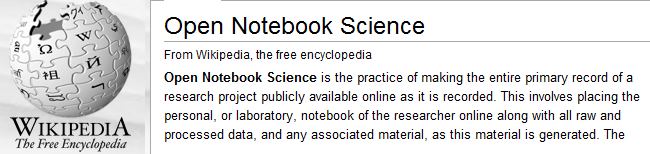 Open Notebook Science
From Wikipedia, the free encyclopedia
Open Notebook Science is the practice of making the entire primary record of a
research project publicly available online as it is recorded. This involves placing the
personal, or laboratory, notebook of the researcher online along with all raw and
processed data, and any associated material, as this material is generated. The
Ω
W
И
祖
WIKIPEDIA
The Free Encyclopedia